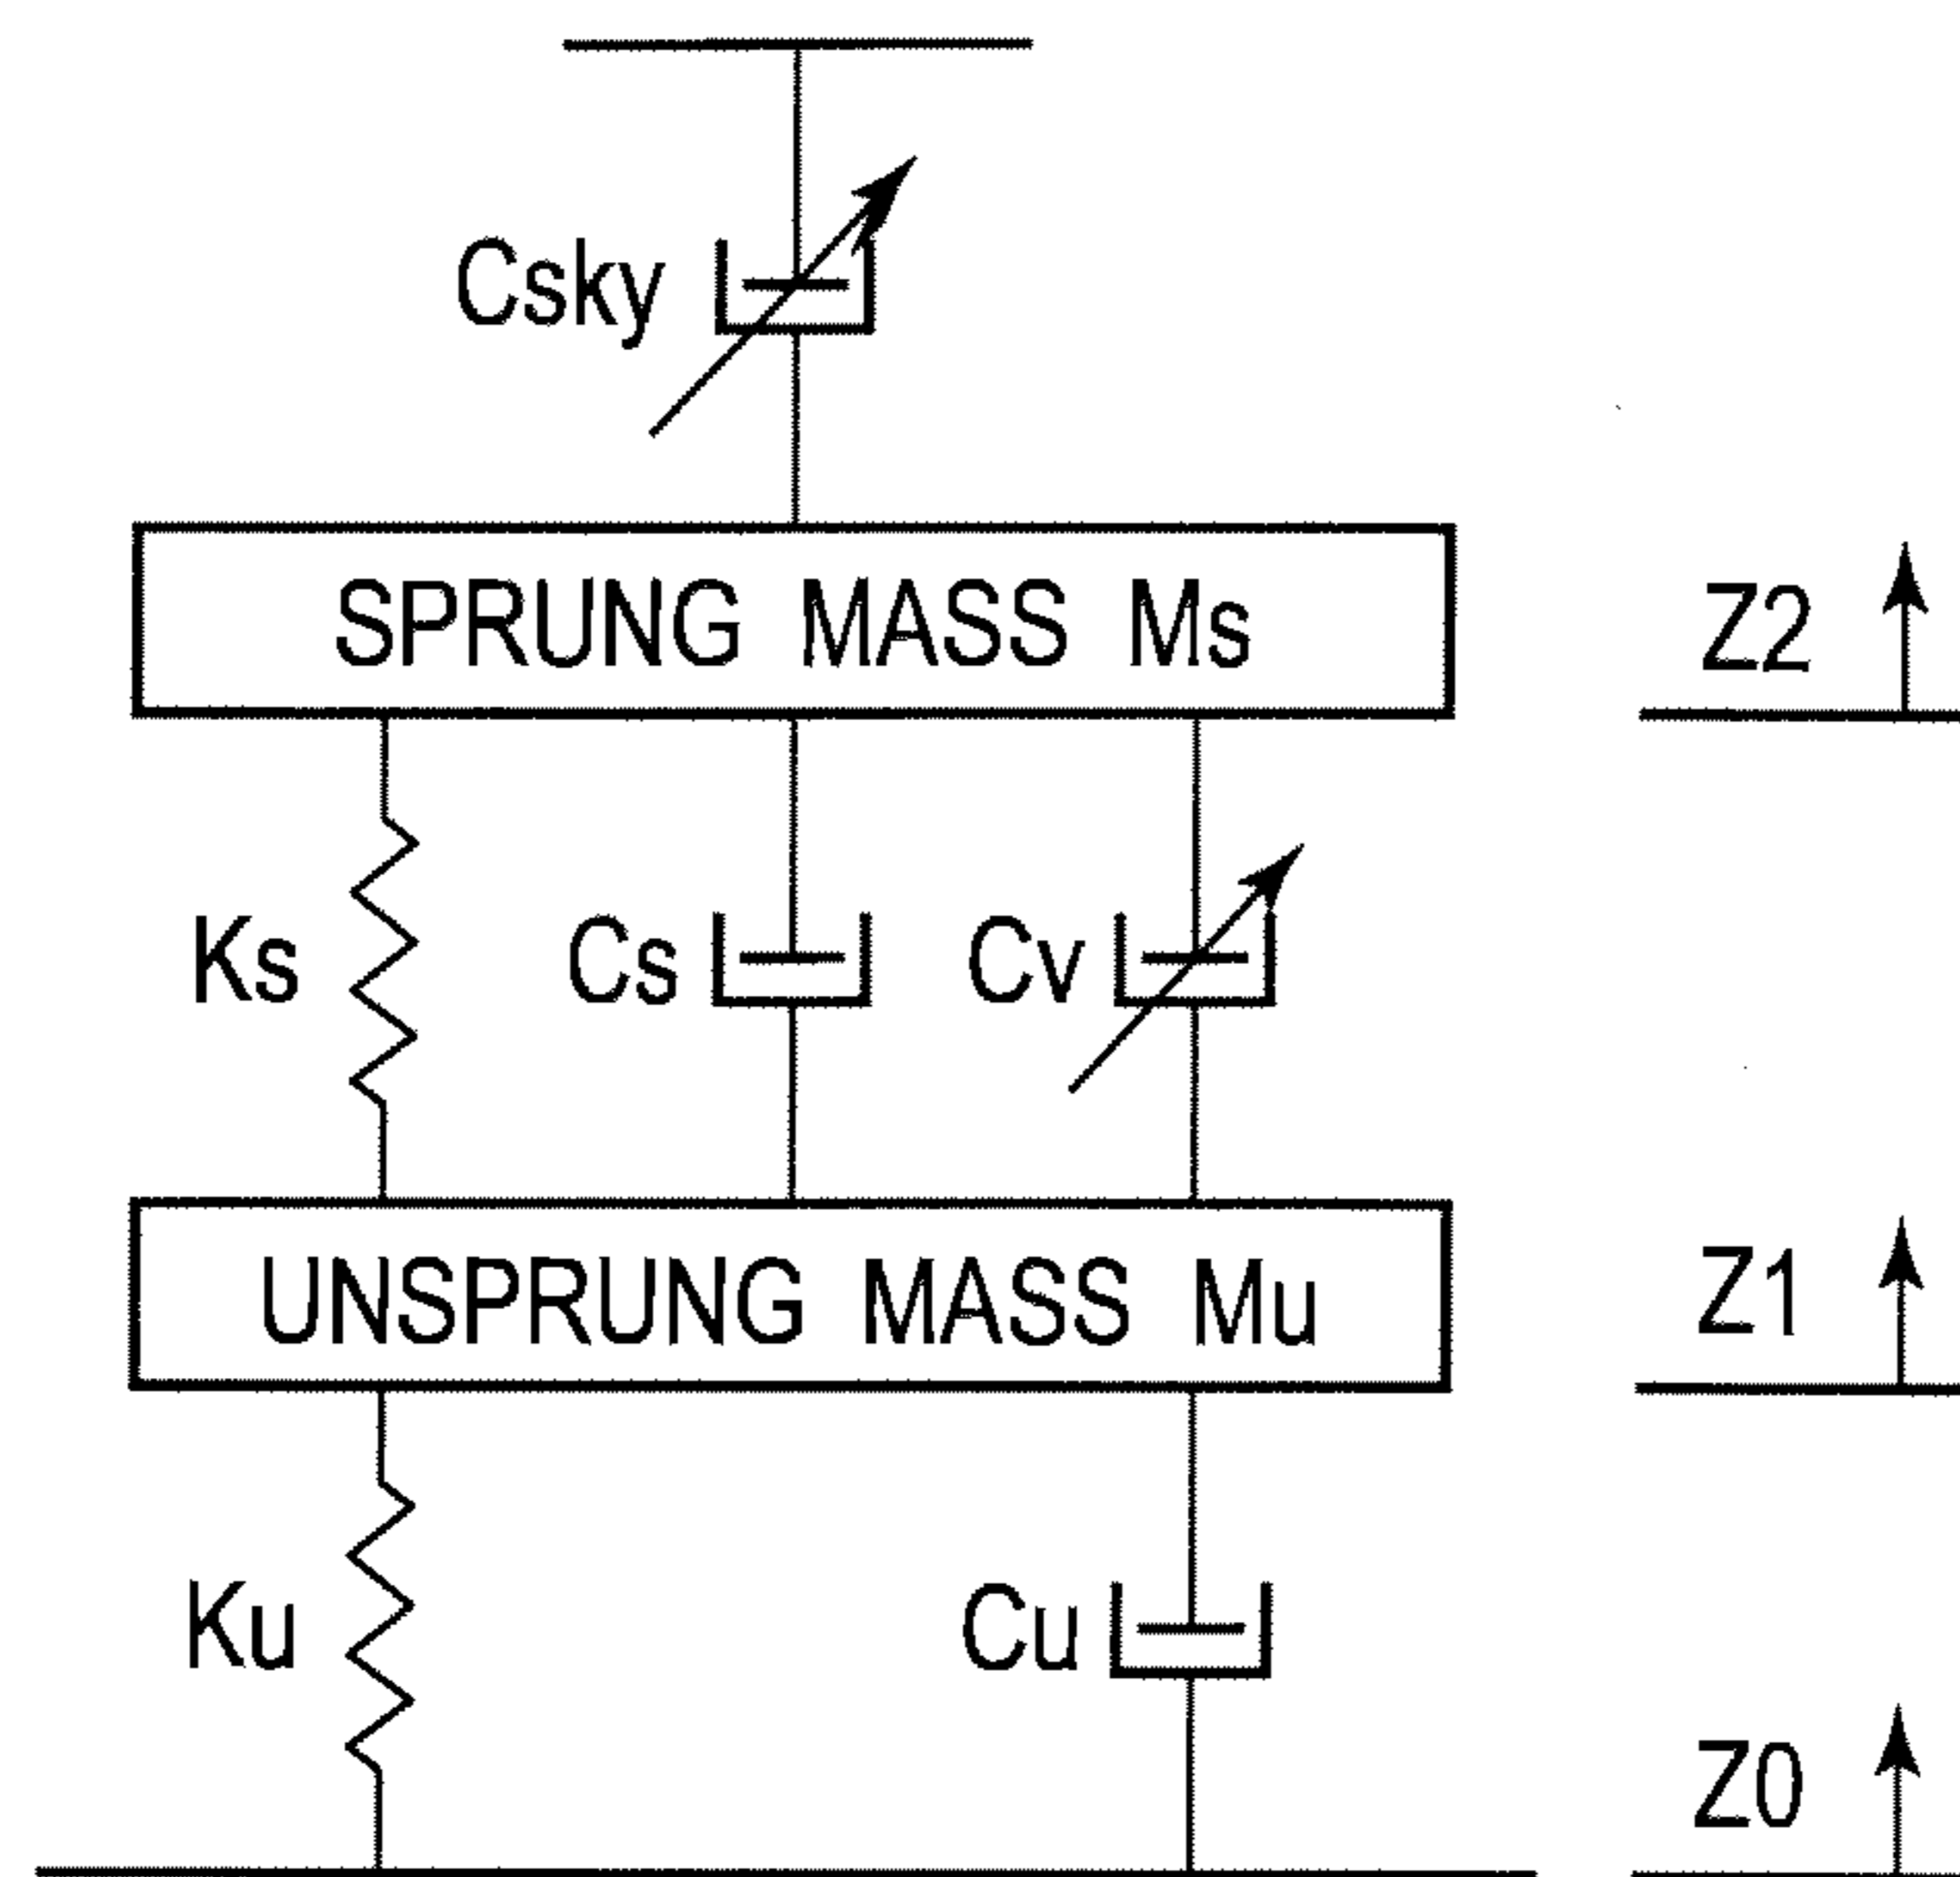 Csky
SPRUNG MASS Ms
Z2
Ks
Cs
Cv
UNSPRUNG MASS Mu
Z1
Ku
Cu
Z0